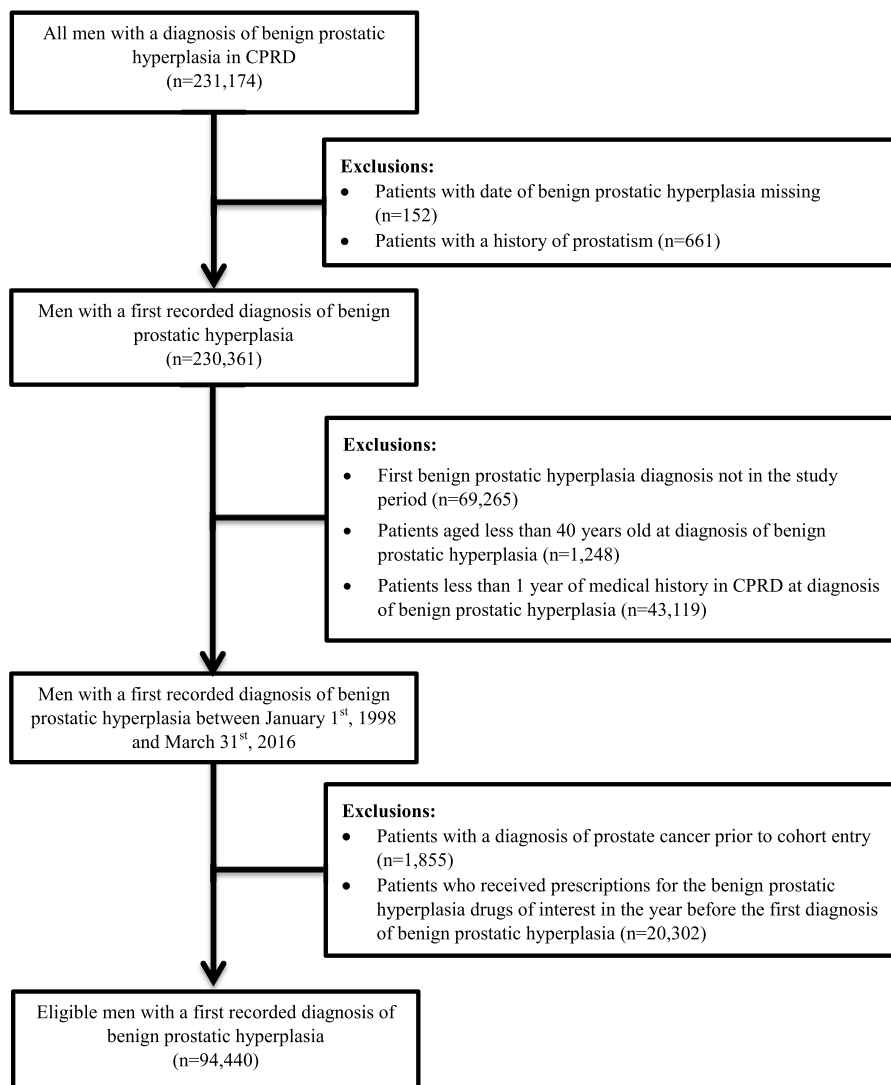 All men with a diagnosis of benign prostatic
hyperplasia in CPRD
(n=231,174)
Exclusions:
• Patients with date of benign prostatic hyperplasia missing
(n=152)
• Patients with a history of prostatism (n=661)
Men with a first recorded diagnosis of benign
prostatic hyperplasia
(n=230,361)
Exclusions:
• First benign prostatic hyperplasia diagnosis not in the study
period (n=69,265)
• Patients aged less than 40 years old at diagnosis of benign
prostatic hyperplasia (n=1,248)
• Patients less than 1 year of medical history in CPRD at diagnosis
of benign prostatic hyperplasia (n=43,119)
Men with a first recorded diagnosis of benign
prostatic hyperplasia between January 1st, 1998
and March 31st, 2016
Exclusions:
• Patients with a diagnosis of prostate cancer prior to cohort entry
(n=1,855)
• Patients who received prescriptions for the benign prostatic
hyperplasia drugs of interest in the year before the first diagnosis
of benign prostatic hyperplasia (n=20,302)
Eligible men with a first recorded diagnosis of
benign prostatic hyperplasia
(n=94,440)